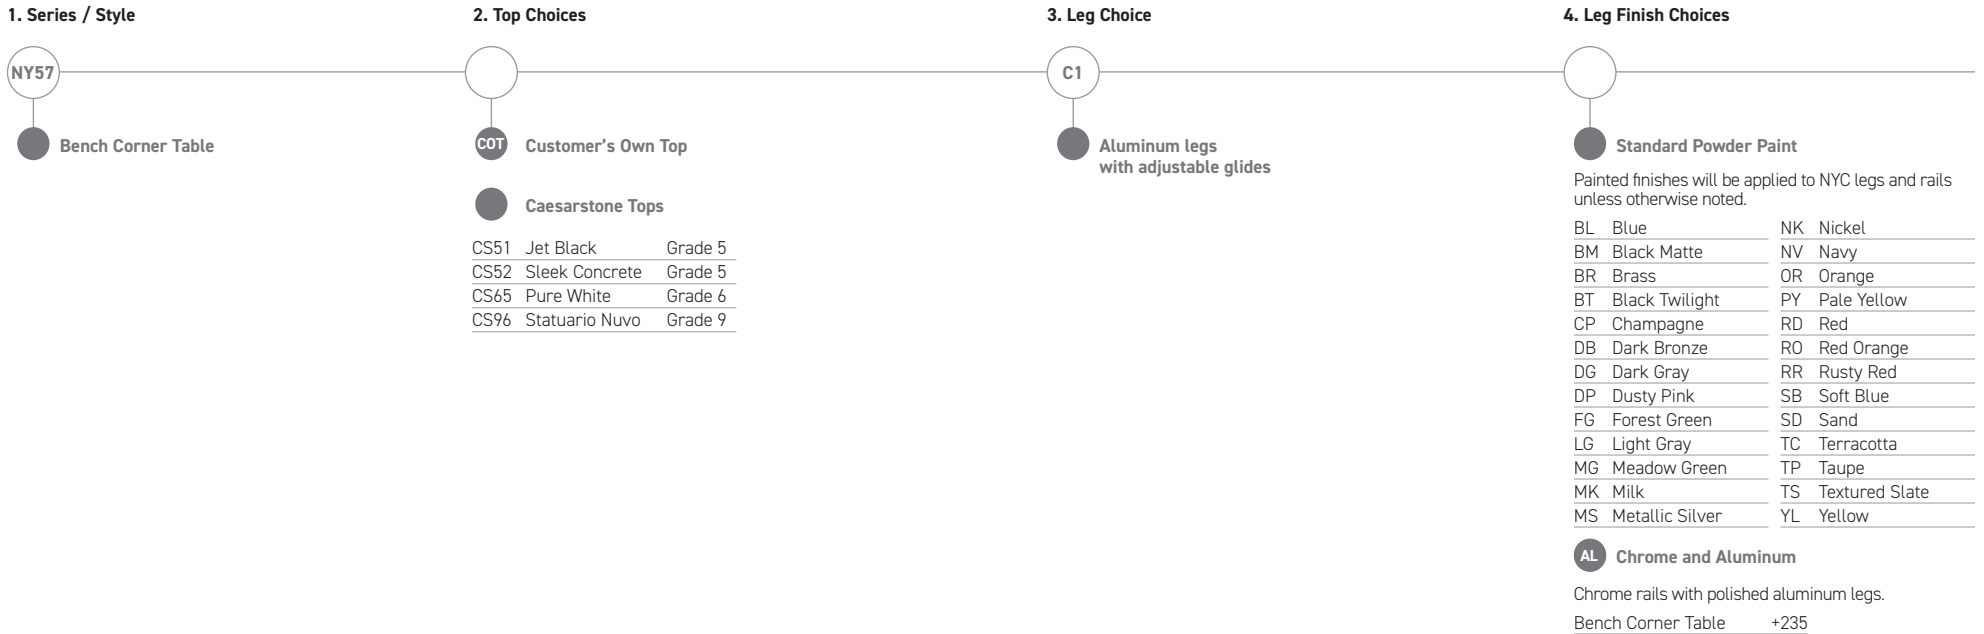 1. Series / Style
NY57
Bench Corner Table
2. Top Choices
COT Customer's Own Top
Caesarstone Tops
CS51 Jet Black Grade 5
CS52 Sleek Concrete Grade 5
CS65 Pure White Grade 6
CS96 Statuario Nuvo Grade 9
3. Leg Choice
C1
Aluminum legs
with adjustable glides
4. Leg Finish Choices
Standard Powder Paint
Painted finishes will be applied to NYC legs and rails
unless otherwise noted.
BL Blue
BM Black Matte
BR Brass
BT Black Twilight
CP Champagne
DB Dark Bronze
DG Dark Gray
DP Dusty Pink
FG Forest Green
LG Light Gray
MG Meadow Green
MK Milk
MS Metallic Silver
NK Nickel
NV Navy
OR Orange
PY Pale Yellow
RD Red
RO Red Orange
RR Rusty Red
SB Soft Blue
SD Sand
TC Terracotta
TP Taupe
TS Textured Slate
YL Yellow
AL Chrome and Aluminum
Chrome rails with polished aluminum legs.
Bench Corner Table +235